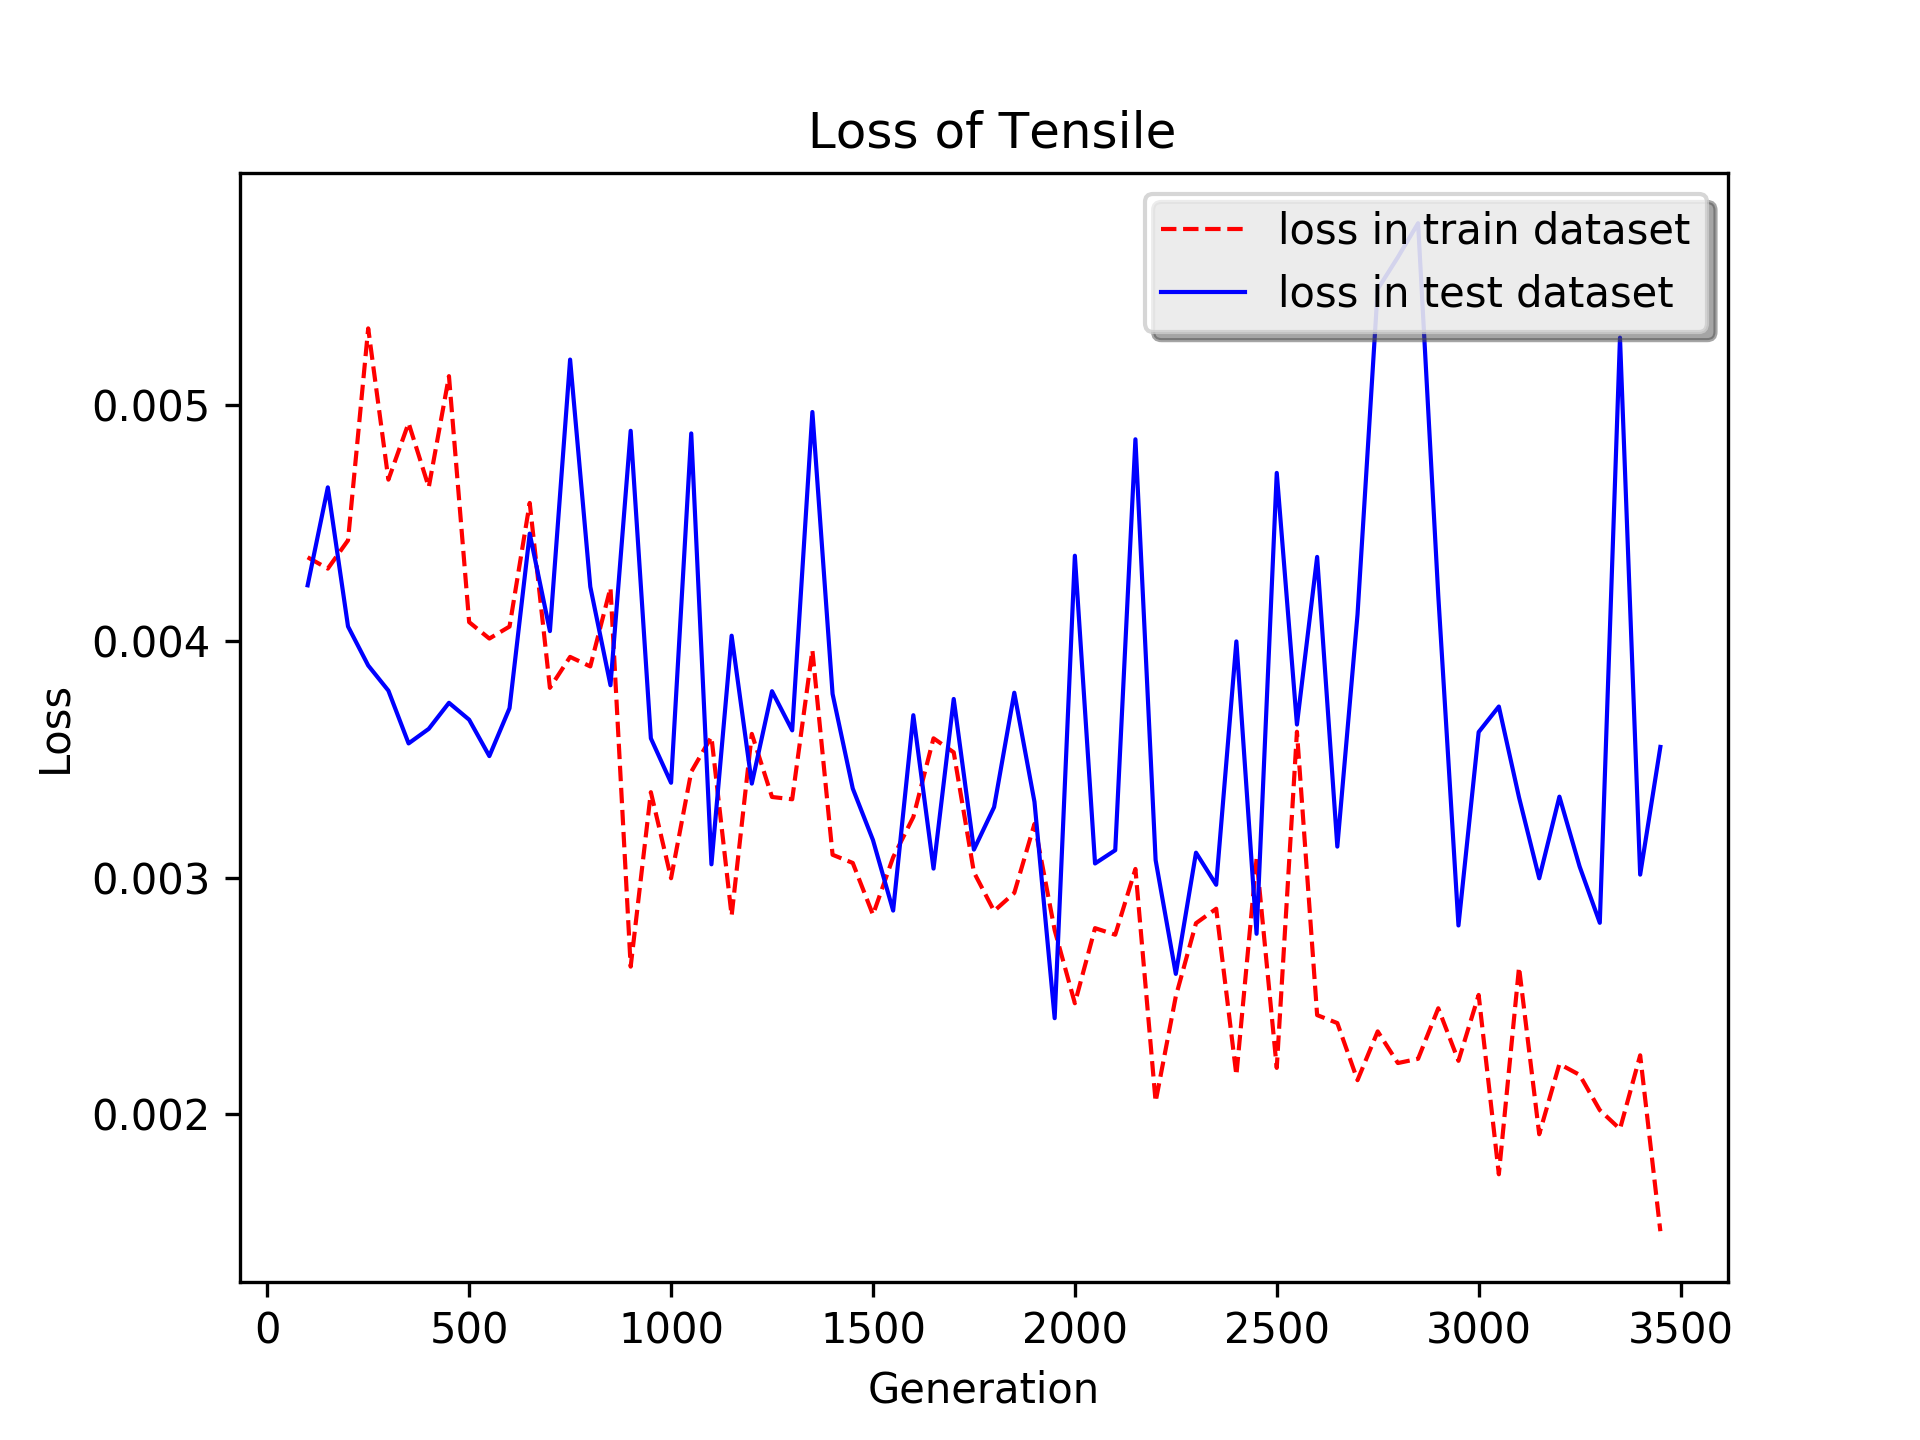 Loss of Tensile
loss in train dataset
loss in test dataset
0.005
0.004
0.003
0.002
Loss
0 500 1000 1500 2000 2500 3000 3500
Generation